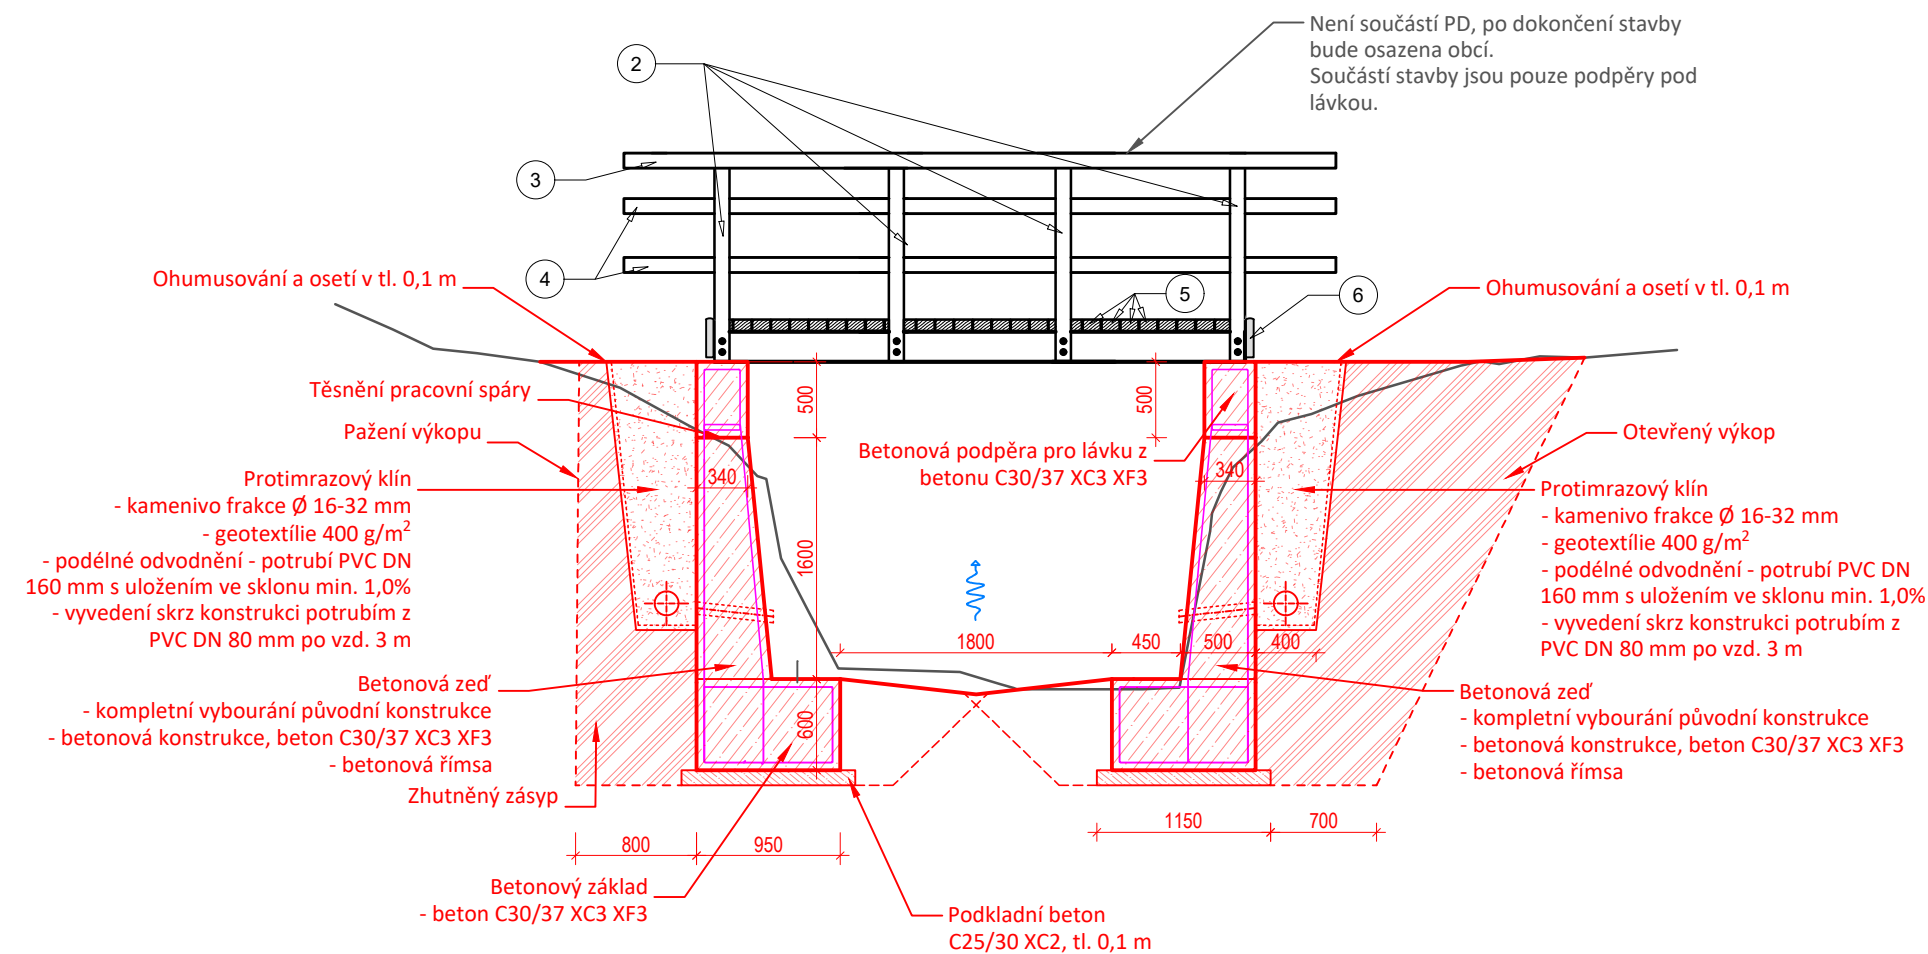 Není součástí PD, po dokončení stavby
bude osazena obcí.
Součástí stavby jsou pouze podpěry pod
lávkou.
2
3
4
5
6
Ohumusování a osetí v tl. 0,1 m
Ohumusování a osetí v tl. 0,1 m
Těsnění pracovní spáry
Pažení výkopu
Protimrazový klín
- kamenivo frakce Ø 16-32 mm
- geotextílie 400 g/m²
- podélné odvodnění - potrubí PVC DN
160 mm s uložením ve sklonu min. 1,0%
- vyvedení skrz konstrukci potrubím z
PVC DN 80 mm po vzd. 3 m
Betonová zeď
- kompletní vybourání původní konstrukce
- betonová konstrukce, beton C30/37 XC3 XF3
- betonová římsa
Zhutněný zásyp
500
340
1600
600
Betonová podpěra pro lávku z
betonu C30/37 XC3 XF3
500
340
1800
450
500
400
Otevřený výkop
Protimrazový klín
- kamenivo frakce Ø 16-32 mm
- geotextílie 400 g/m²
- podélné odvodnění - potrubí PVC DN
160 mm s uložením ve sklonu min. 1,0%
- vyvedení skrz konstrukci potrubím z
PVC DN 80 mm po vzd. 3 m
Betonová zeď
- kompletní vybourání původní konstrukce
- betonová konstrukce, beton C30/37 XC3 XF3
- betonová římsa
800
950
1150
700
Betonový základ
- beton C30/37 XC3 XF3
Podkladní beton
C25/30 XC2, tl. 0,1 m